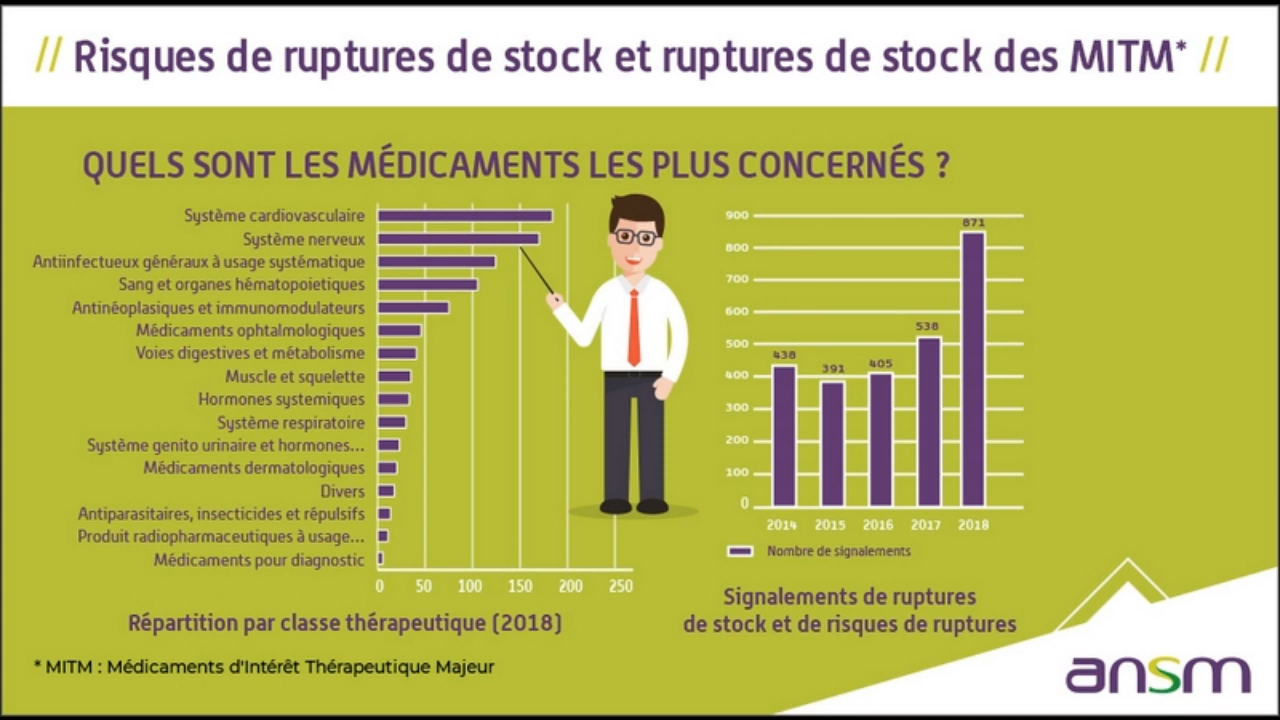 // Risques de ruptures de stock et ruptures de stock des MITM* //
QUELS SONT LES MÉDICAMENTS LES PLUS CONCERNÉS ?
Système cardiovasculaire
Système nerveux
Antiinfectueux généraux à usage systématique
Sang et organes hématopoietiques
Antinéoplasiques et immunomodulateurs
Médicaments ophtalmologiques
Voies digestives et métabolisme
Muscle et squelette
Hormones systemiques
Système respiratoire
Système genito urinaire et hormones...
Médicaments dermatologiques
Divers
Antiparasitaires, insecticides et répulsifs
Produit radiopharmaceutiques à usage...
Médicaments pour diagnostic
0 50 100 150 200 250
Répartition par classe thérapeutique (2018)
900
800
700
600
500
400
300
200
100
0
438 391 405 538 871
2014 2015 2016 2017 2018
Nombre de signalements
Signalements de ruptures
de stock et de risques de ruptures
* MITM : Médicaments d'Intérêt Thérapeutique Majeur
ansm